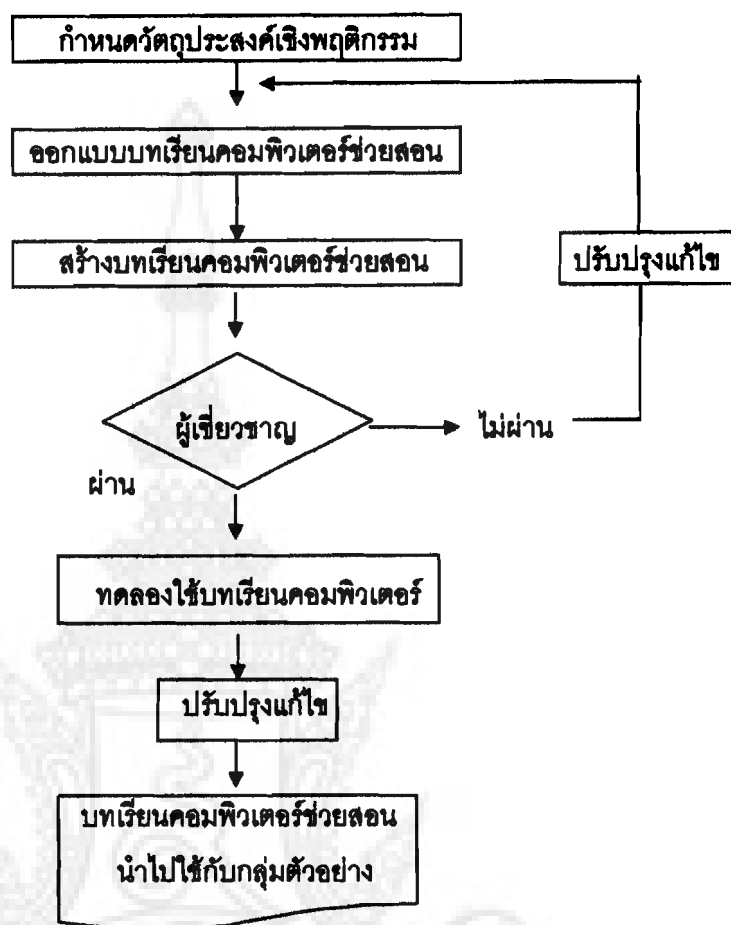 กำหนดวัตถุประสงค์เชิงพฤติกรรม
ออกแบบบทเรียนคอมพิวเตอร์ช่วยสอน
สร้างบทเรียนคอมพิวเตอร์ช่วยสอน
ปรับปรุงแก้ไข
ผู้เชี่ยวชาญ
ไม่ผ่าน
ผ่าน
ทดลองใช้บทเรียนคอมพิวเตอร์
ปรับปรุงแก้ไข
บทเรียนคอมพิวเตอร์ช่วยสอน
นำไปใช้กับกลุ่มตัวอย่าง